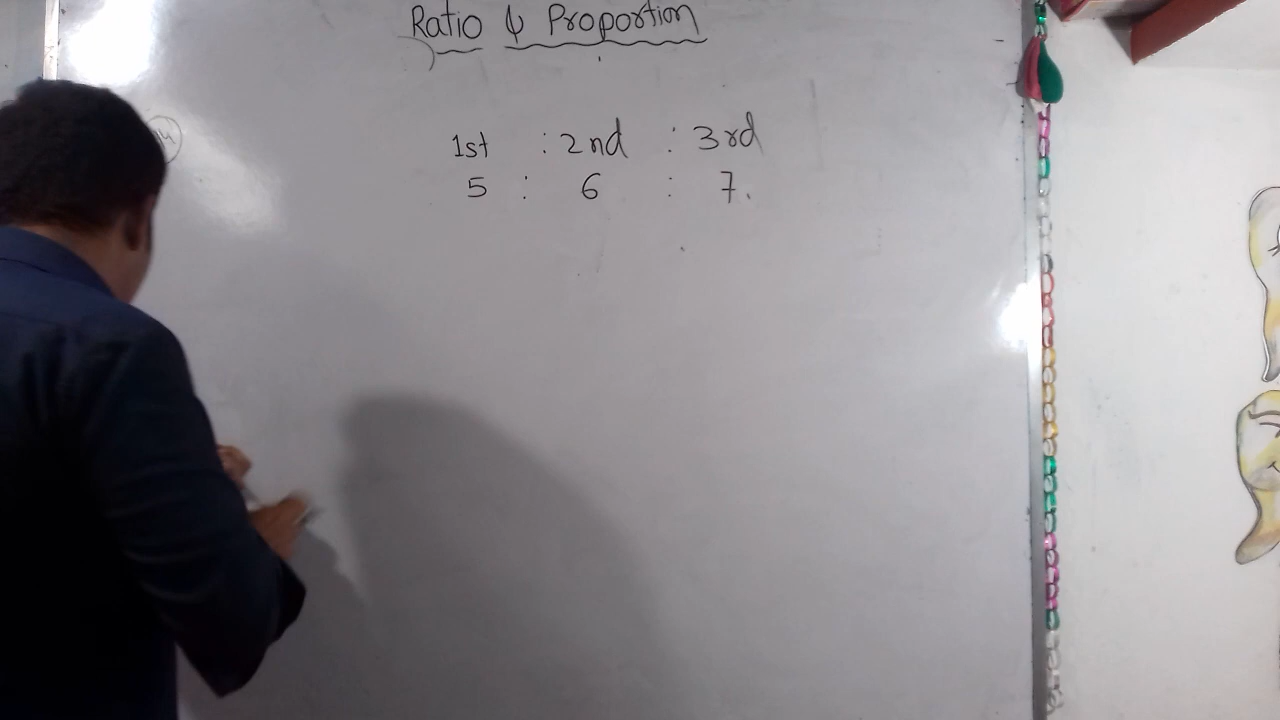 Ratio & Proportion
1st : 2nd : 3rd
5 : 6 : 7.